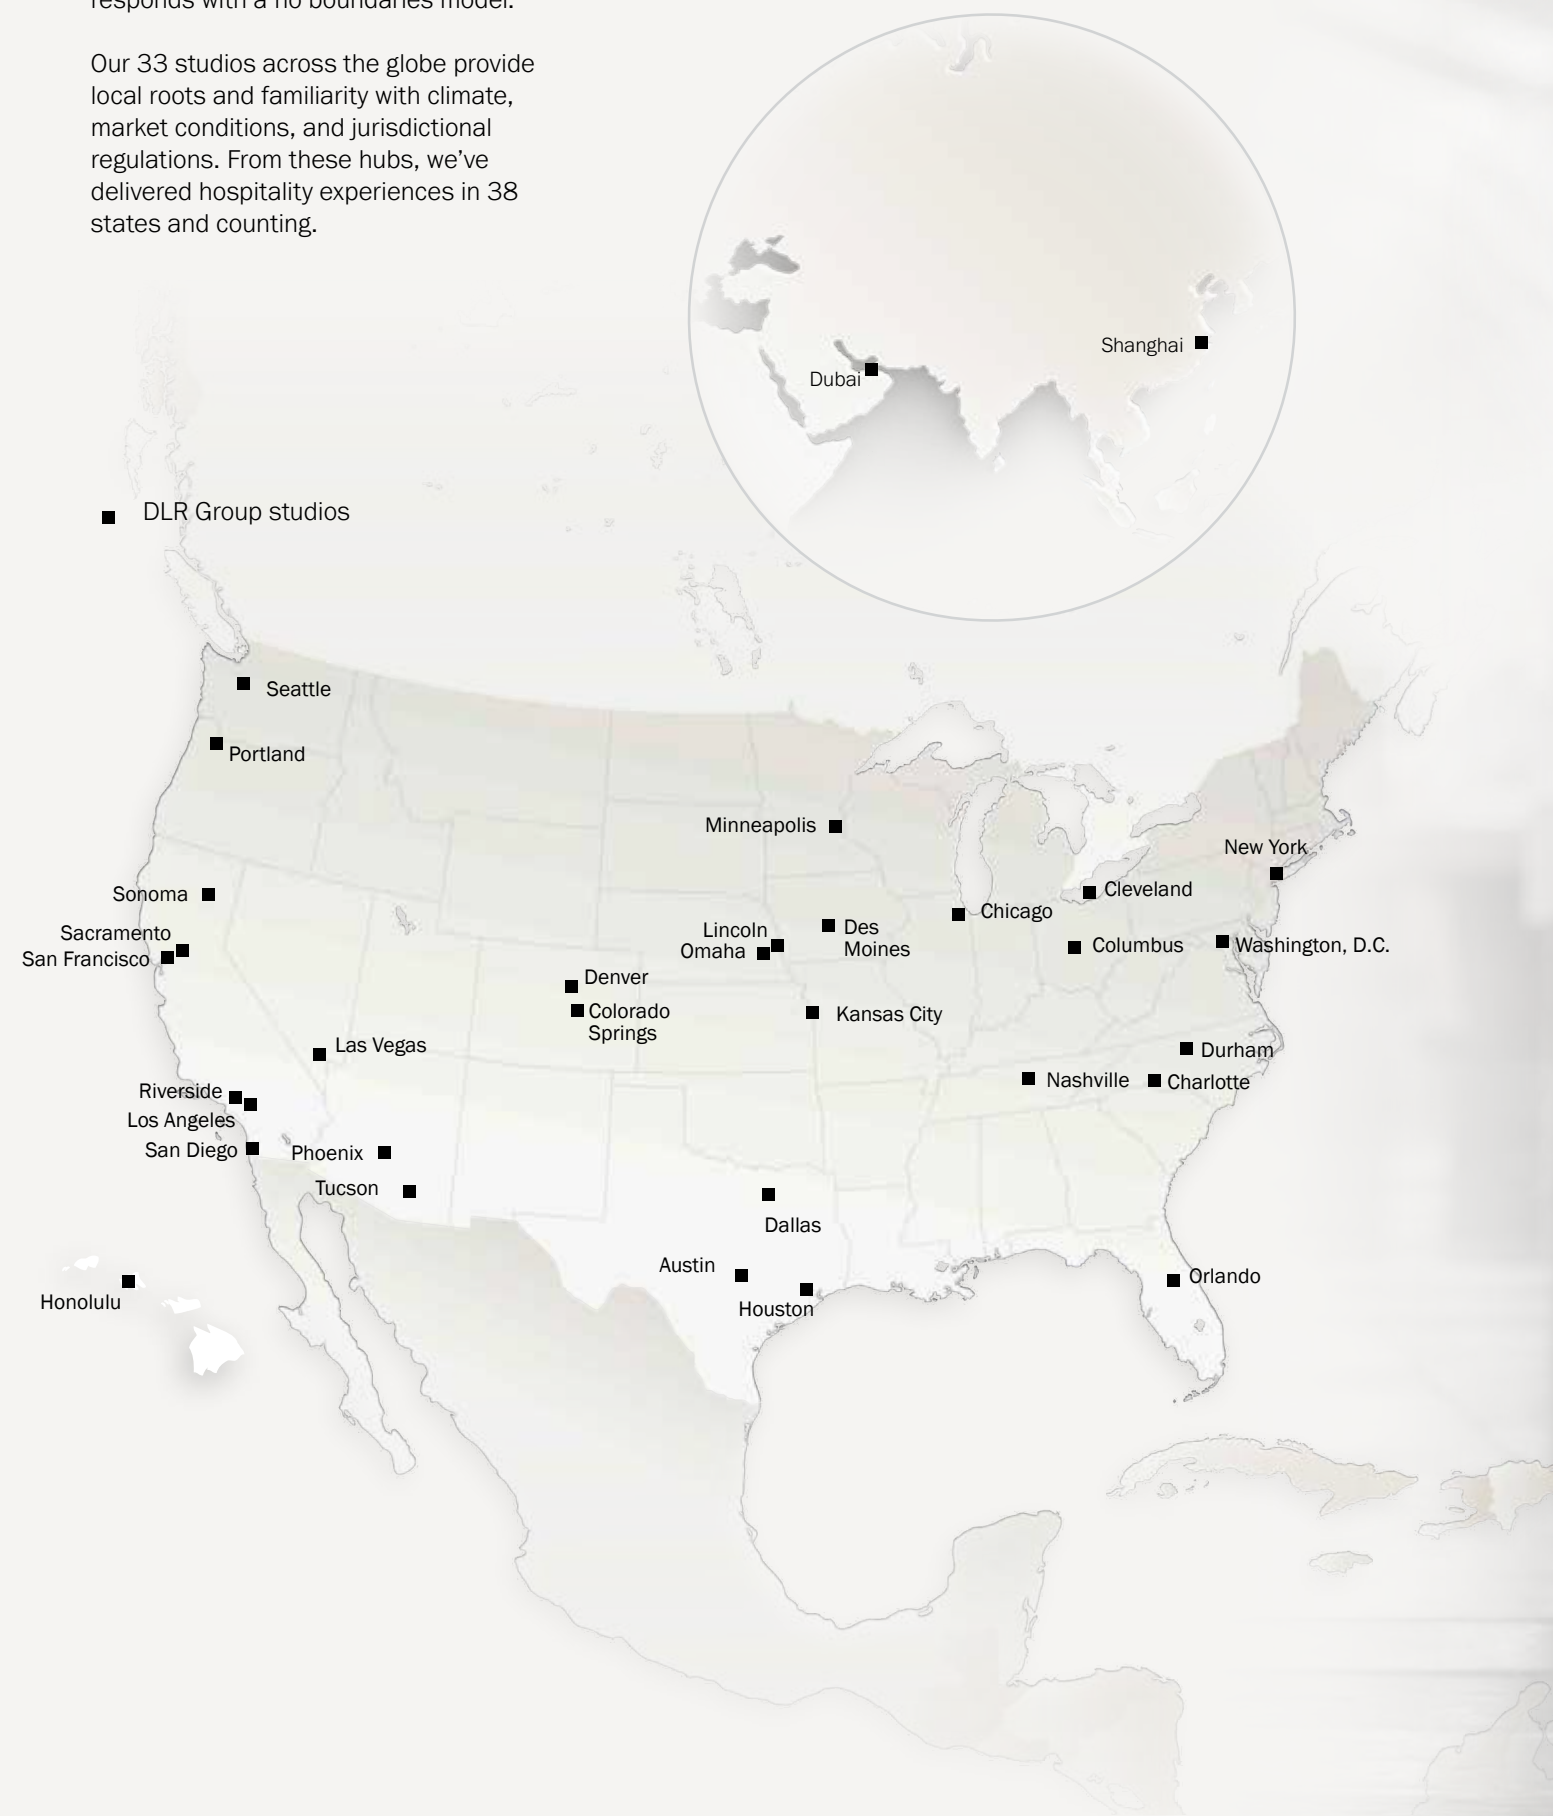 responds with a no boundaries model.
Our 33 studios across the globe provide
local roots and familiarity with climate,
market conditions, and jurisdictional
regulations. From these hubs, we’ve
delivered hospitality experiences in 38
states and counting.
Shanghai
Dubai
DLR Group studios
Seattle
Portland
Minneapolis
New York
Sonoma
Cleveland
Chicago
Sacramento
San Francisco
Lincoln
Omaha
Des
Moines
Columbus
Washington, D.C.
Denver
Colorado
Springs
Kansas City
Las Vegas
Durham
Nashville
Charlotte
Riverside
Los Angeles
San Diego
Phoenix
Tucson
Dallas
Austin
Houston
Orlando
Honolulu